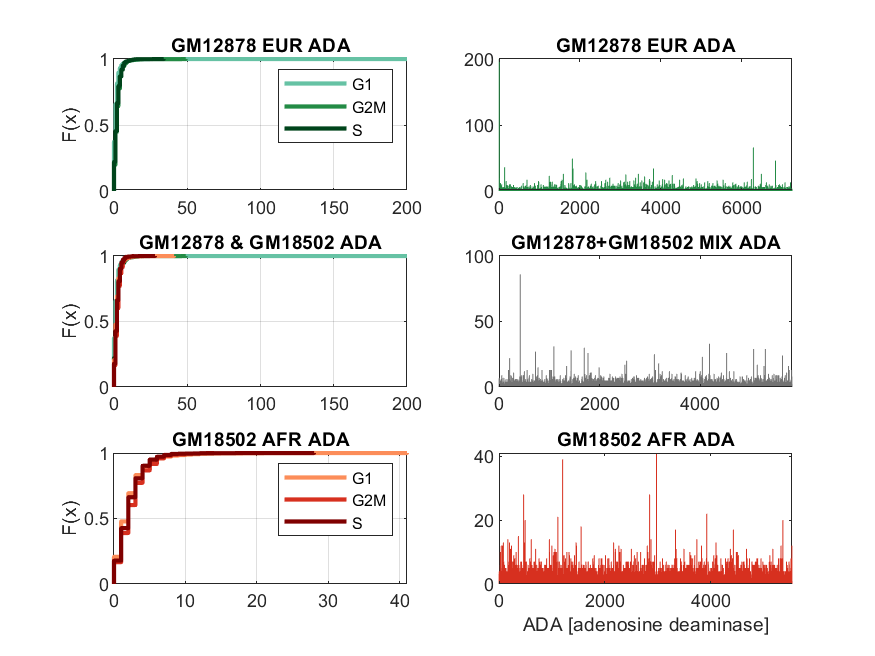 GM12878 EUR ADA
1
0.5
0
F(x)
0 50 100 150 200
G1
G2M
S
GM12878 EUR ADA
200
100
0
0 2000 4000 6000
GM12878 & GM18502 ADA
1
0.5
0
F(x)
0 50 100 150 200
GM12878+GM18502 MIX ADA
100
50
0
0 2000 4000
GM18502 AFR ADA
1
0.5
0
F(x)
0 10 20 30 40
G1
G2M
S
GM18502 AFR ADA
40
20
0
0 2000 4000
ADA [adenosine deaminase]